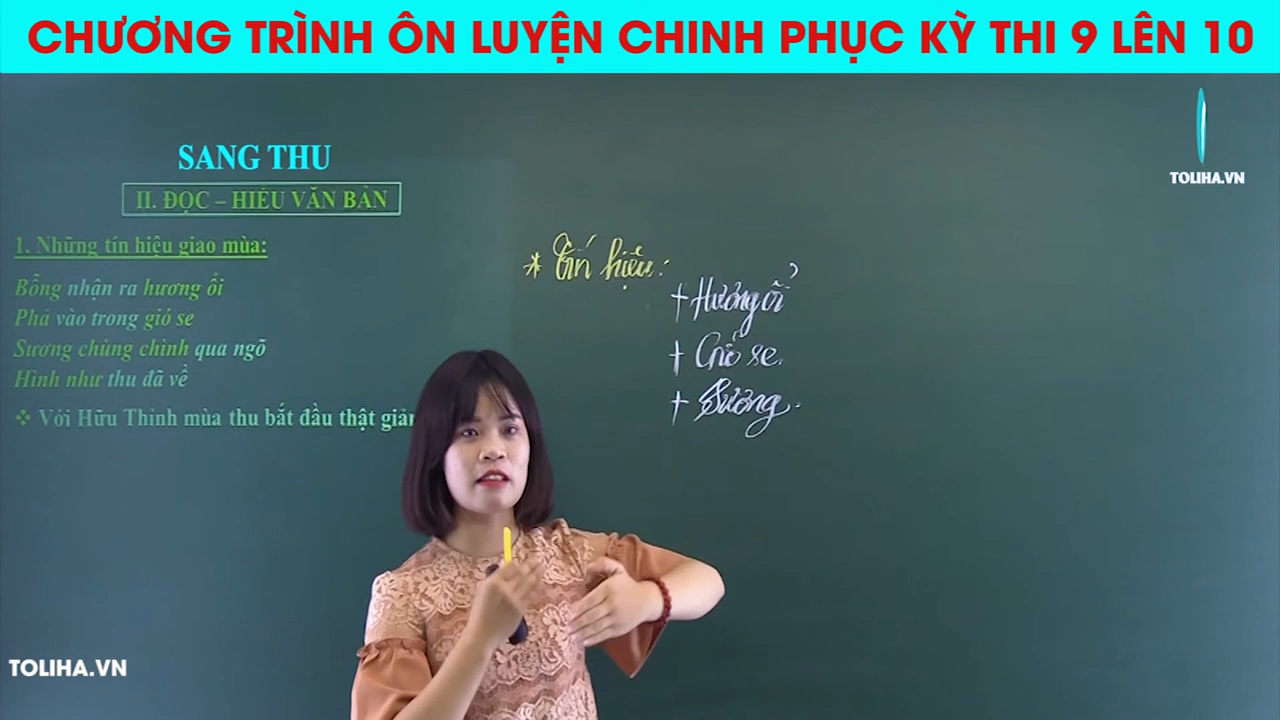 CHƯƠNG TRÌNH ÔN LUYỆN CHINH PHỤC KỲ THI 9 LÊN 10
TOLIHA.VN
SANG THU
II. ĐỌC – HIỂU VĂN BẢN
1. Những tín hiệu giao mùa:
Bỗng nhận ra hương ổi
Phả vào trong gió se
Sương chùng chình qua ngõ
Hình như thu đã về
❖ Với Hữu Thỉnh mùa thu bắt đầu thật giản
* Tín hiệu:
+ Hương ổi
+ Gió se.
+ Sương.
TOLIHA.VN